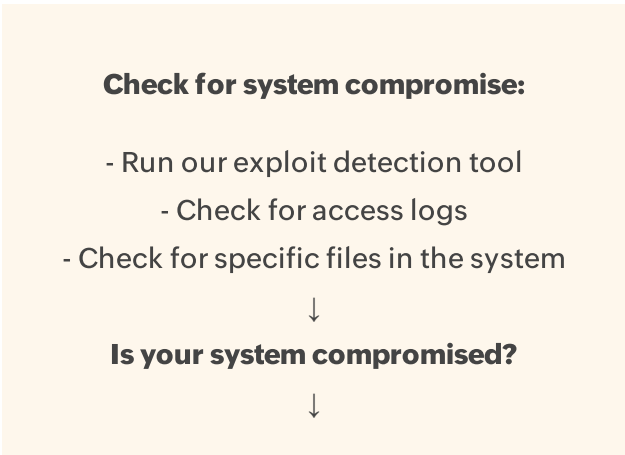 Check for system compromise:
- Run our exploit detection tool
- Check for access logs
- Check for specific files in the system
↓
Is your system compromised?
↓